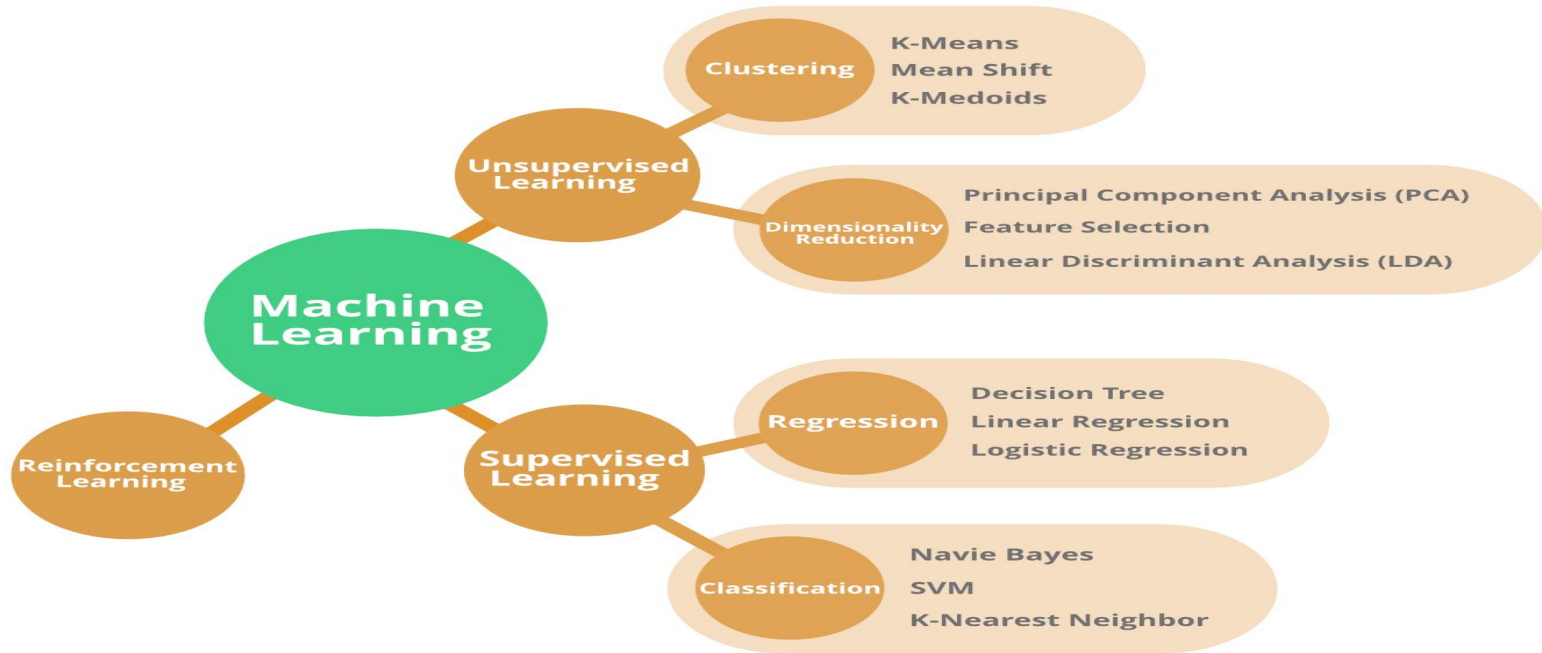 Clustering
K-Means
Mean Shift
K-Medoids
Unsupervised
Learning
Dimensionality
Reduction
Principal Component Analysis (PCA)
Feature Selection
Linear Discriminant Analysis (LDA)
Machine
Learning
Reinforcement
Learning
Supervised
Learning
Regression
Decision Tree
Linear Regression
Logistic Regression
Classification
Navie Bayes
SVM
K-Nearest Neighbor